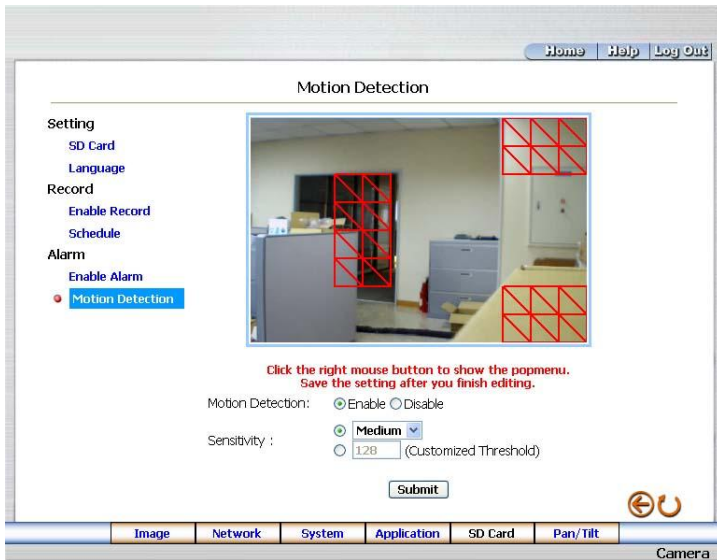 Home Help Log Out
Motion Detection
Setting
SD Card
Language
Record
Enable Record
Schedule
Alarm
Enable Alarm
Motion Detection
Click the right mouse button to show the popmenu.
Save the setting after you finish editing.
Motion Detection: Enable Disable
Sensitivity : Medium
128 (Customized Threshold)
Submit
Image Network System Application SD Card Pan/Tilt
Camera